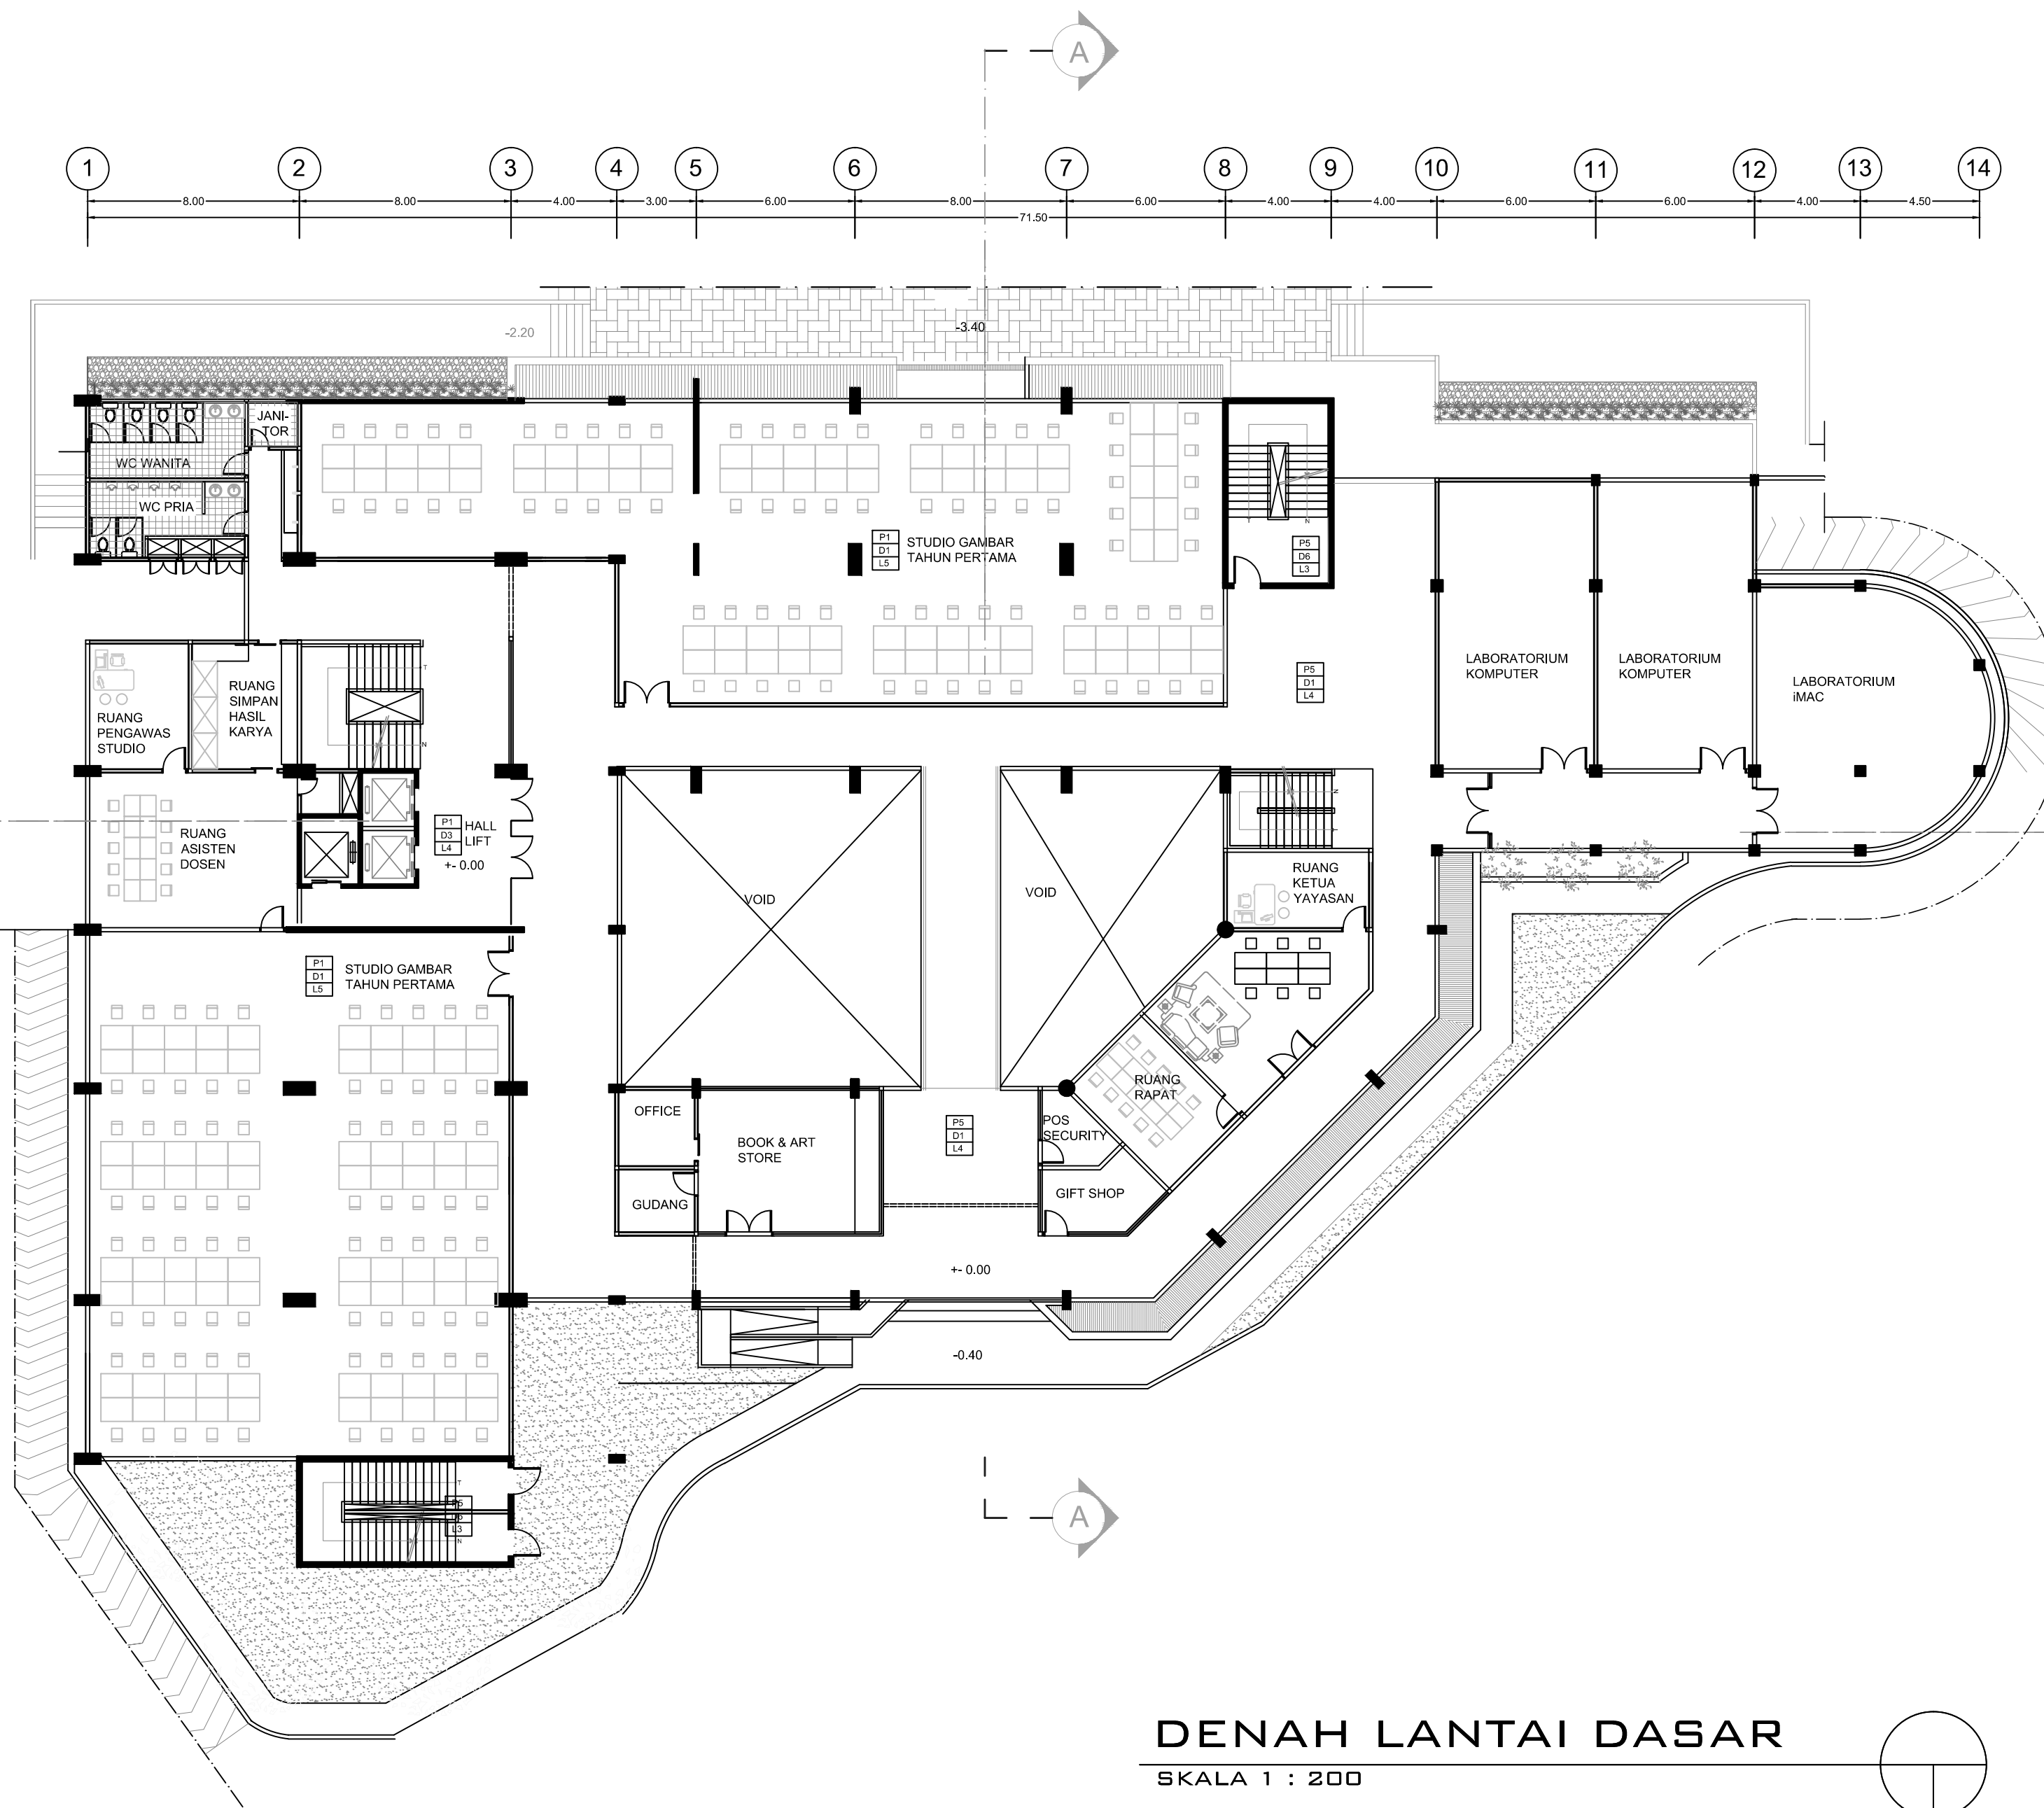 A
1 2 3 4 5 6 7 8 9 10 11 12 13 14
8.00 8.00 4.00 3.00 6.00 8.00 6.00 4.00 4.00 6.00 6.00 4.00 4.50
71.50
-2.20
-3.40
JANI-
TOR
WC WANITA
WC PRIA
P1
D1
L5
STUDIO GAMBAR
TAHUN PERTAMA
T N
P5
D6
L3
P5
D1
L4
LABORATORIUM
KOMPUTER
LABORATORIUM
KOMPUTER
LABORATORIUM
iMAC
RUANG
PENGAWAS
STUDIO
RUANG
SIMPAN
HASIL
KARYA
T
N
RUANG
ASISTEN
DOSEN
P1
D3
L4
HALL
LIFT
+- 0.00
VOID
VOID
N
T
RUANG
KETUA
YAYASAN
P1
D1
L5
STUDIO GAMBAR
TAHUN PERTAMA
OFFICE
GUDANG
BOOK & ART
STORE
P5
D1
L4
POS
SECURITY
RUANG
RAPAT
GIFT SHOP
+- 0.00
-0.40
T
L3
N
A
DENAH LANTAI DASAR
SKALA 1 : 200